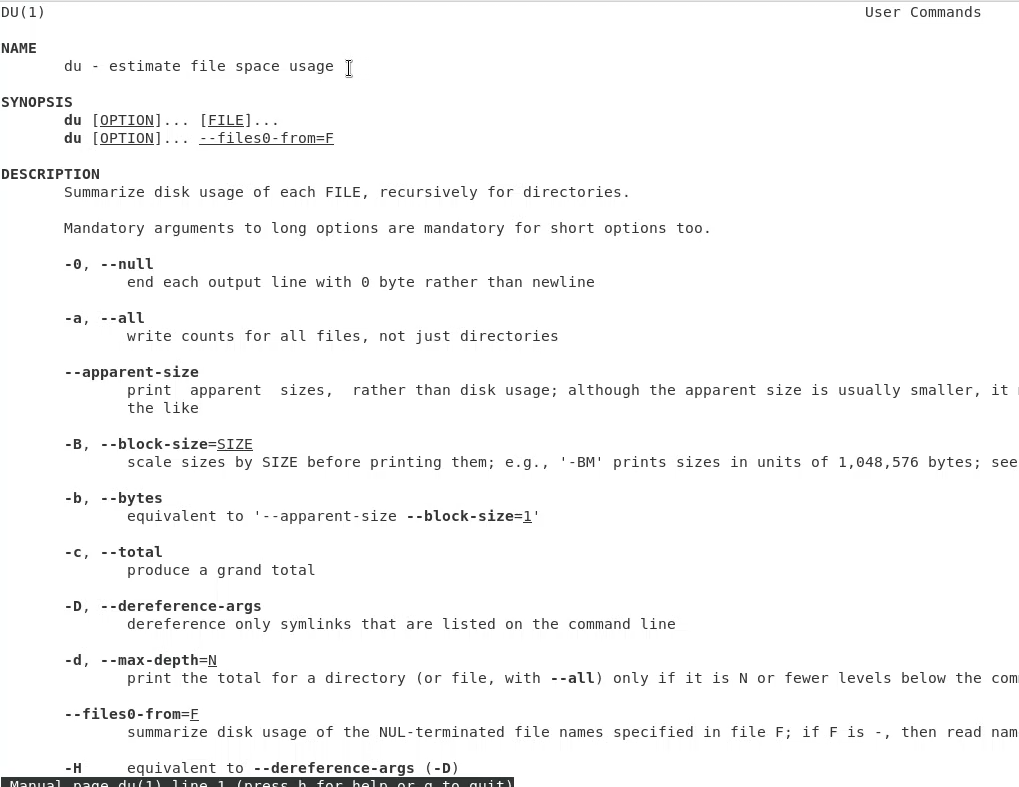 DU(1) User Commands
NAME
du - estimate file space usage
SYNOPSIS
du [OPTION]... [FILE]...
du [OPTION]... --files0-from=F
DESCRIPTION
Summarize disk usage of each FILE, recursively for directories.
Mandatory arguments to long options are mandatory for short options too.
-0, --null
end each output line with 0 byte rather than newline
-a, --all
write counts for all files, not just directories
--apparent-size
print  apparent  sizes,  rather than disk usage; although the apparent size is usually smaller, it
the like
-B, --block-size=SIZE
scale sizes by SIZE before printing them; e.g., '-BM' prints sizes in units of 1,048,576 bytes; see
-b, --bytes
equivalent to '--apparent-size --block-size=1'
-c, --total
produce a grand total
-D, --dereference-args
dereference only symlinks that are listed on the command line
-d, --max-depth=N
print the total for a directory (or file, with --all) only if it is N or fewer levels below the
--files0-from=F
summarize disk usage of the NUL-terminated file names specified in file F; if F is -, then read
-H equivalent to --dereference-args (-D)
Manual page du(1) line 1 (press h for help or q to quit)